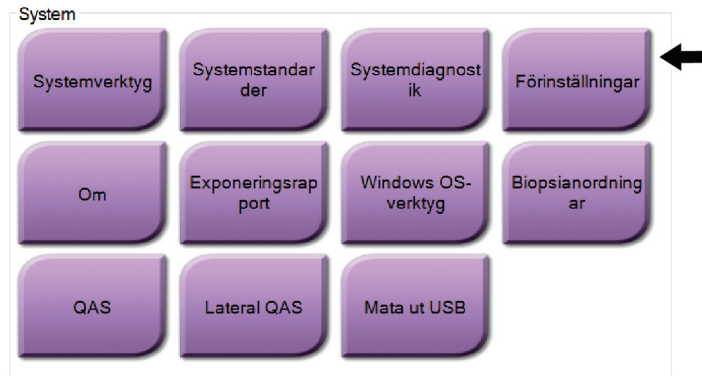 System
Systemverktyg
Systemstandar
der
Systemdiagnost
ik
Förinställningar
Om
Exponeringsrap
port
Windows OS-
verktyg
Biopsianordning
ar
QAS
Lateral QAS
Mata ut USB